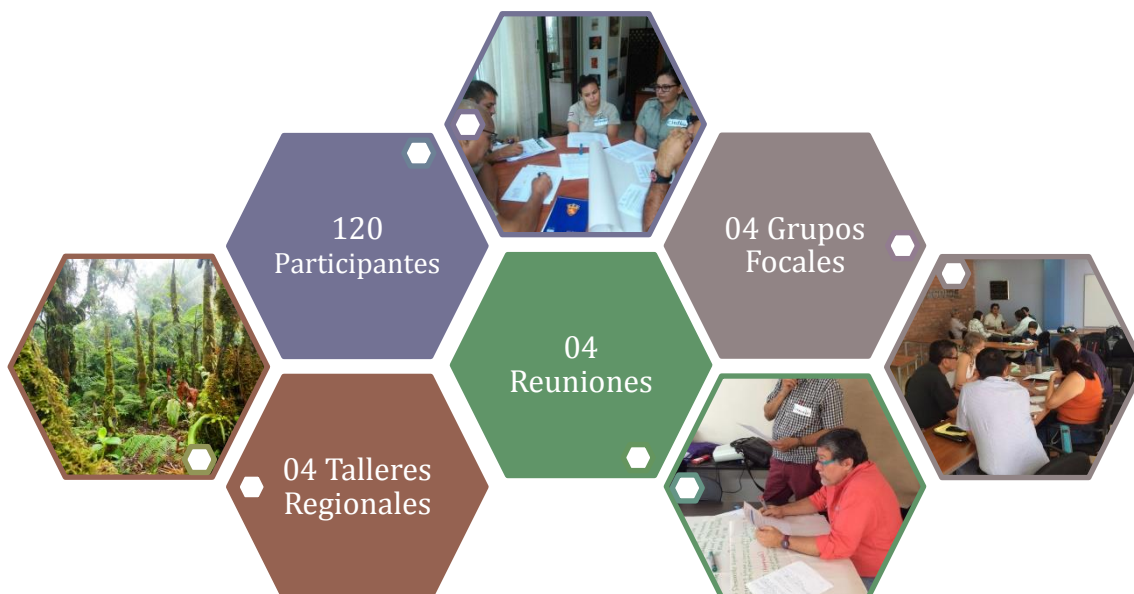 120
Participantes
04 Grupos
Focales
04
Reuniones
04 Talleres
Regionales